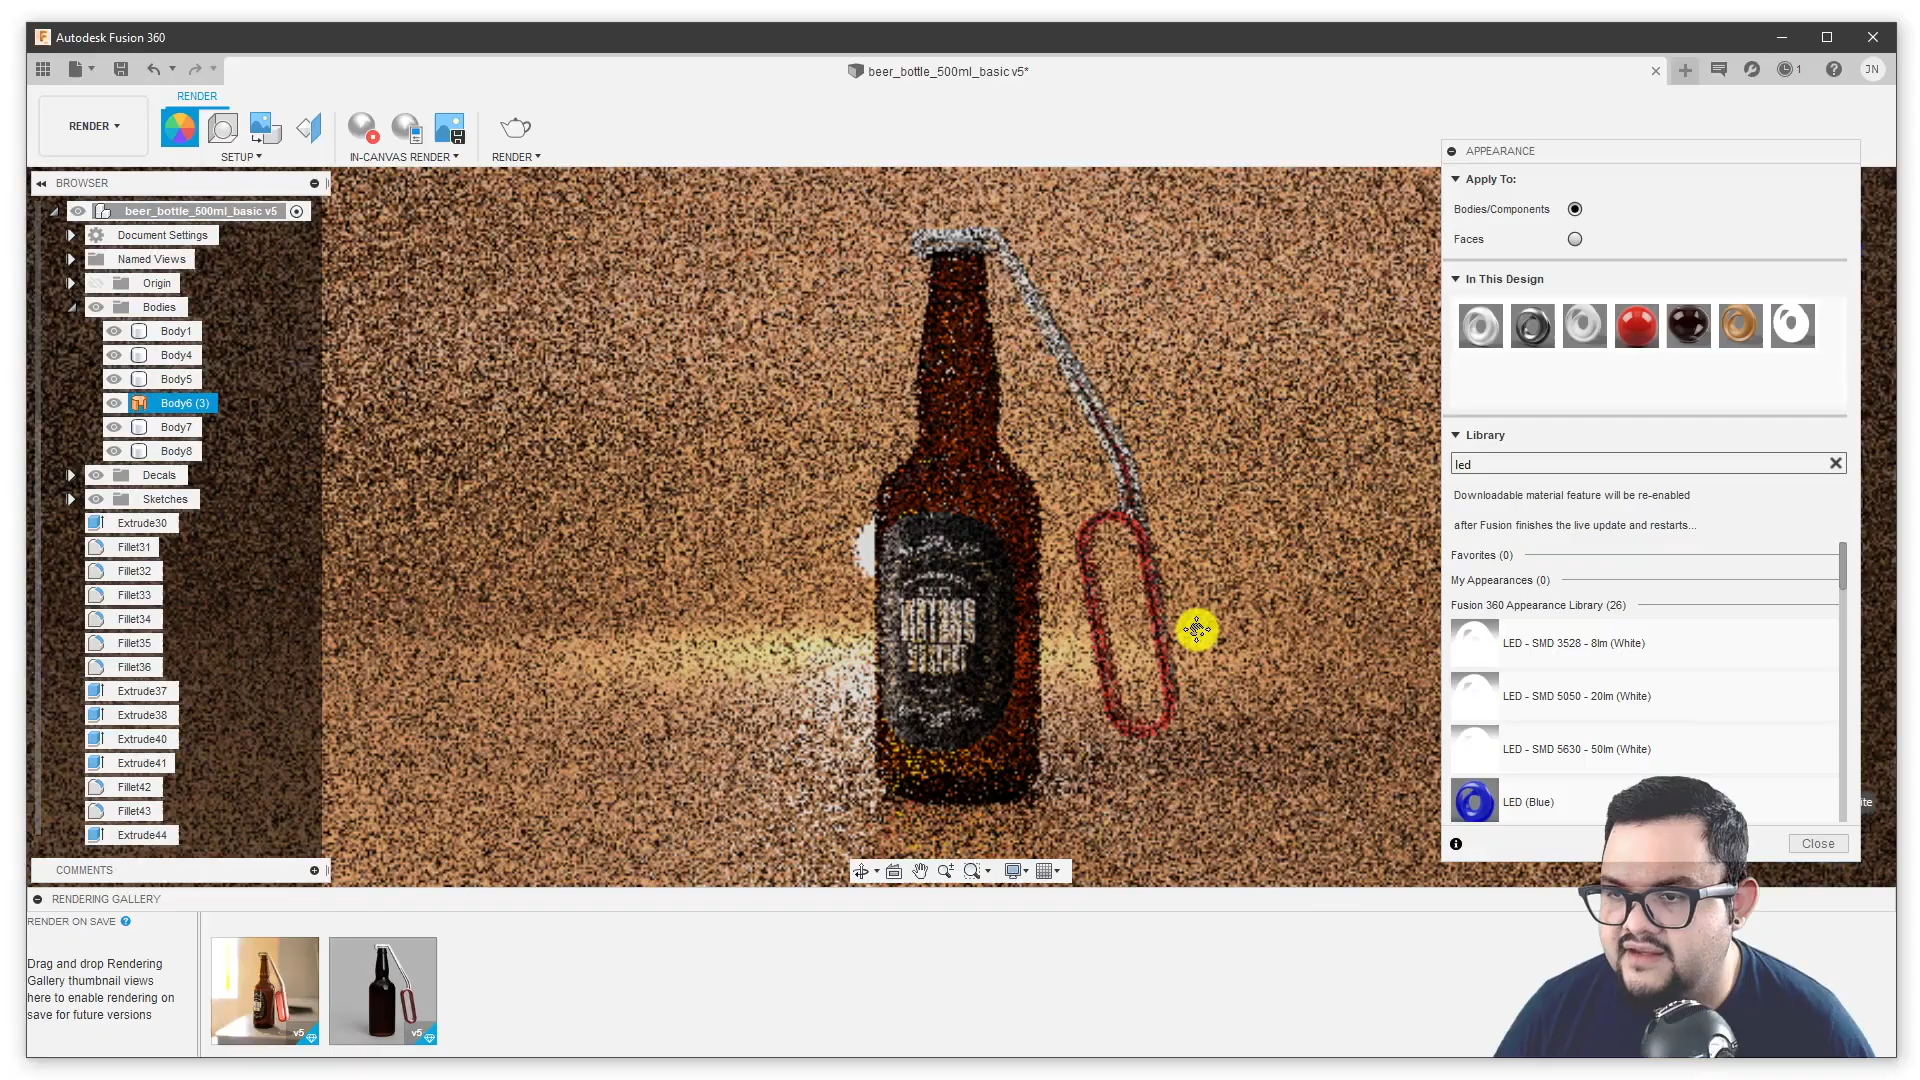 Autodesk Fusion 360
beer_bottle_500ml_basic v5*
1
JN
RENDER
RENDER
SETUP
IN-CANVAS RENDER
RENDER
BROWSER
beer_bottle_500ml_basic v5
Document Settings
Named Views
Origin
Bodies
Body1
Body4
Body5
Body6 (3)
Body7
Body8
Decals
Sketches
Extrude30
Fillet31
Fillet32
Fillet33
Fillet34
Fillet35
Fillet36
Extrude37
Extrude38
Extrude40
Extrude41
Fillet42
Fillet43
Extrude44
COMMENTS
APPEARANCE
Apply To:
Bodies/Components
Faces
In This Design
Library
led
Downloadable material feature will be re-enabled
after Fusion finishes the live update and restarts...
Favorites (0)
My Appearances (0)
Fusion 360 Appearance Library (26)
LED - SMD 3528 - 8lm (White)
LED - SMD 5050 - 20lm (White)
LED - SMD 5630 - 50lm (White)
LED (Blue)
Close
RENDERING GALLERY
RENDER ON SAVE
Drag and drop Rendering
Gallery thumbnail views
here to enable rendering on
save for future versions
v5
v5